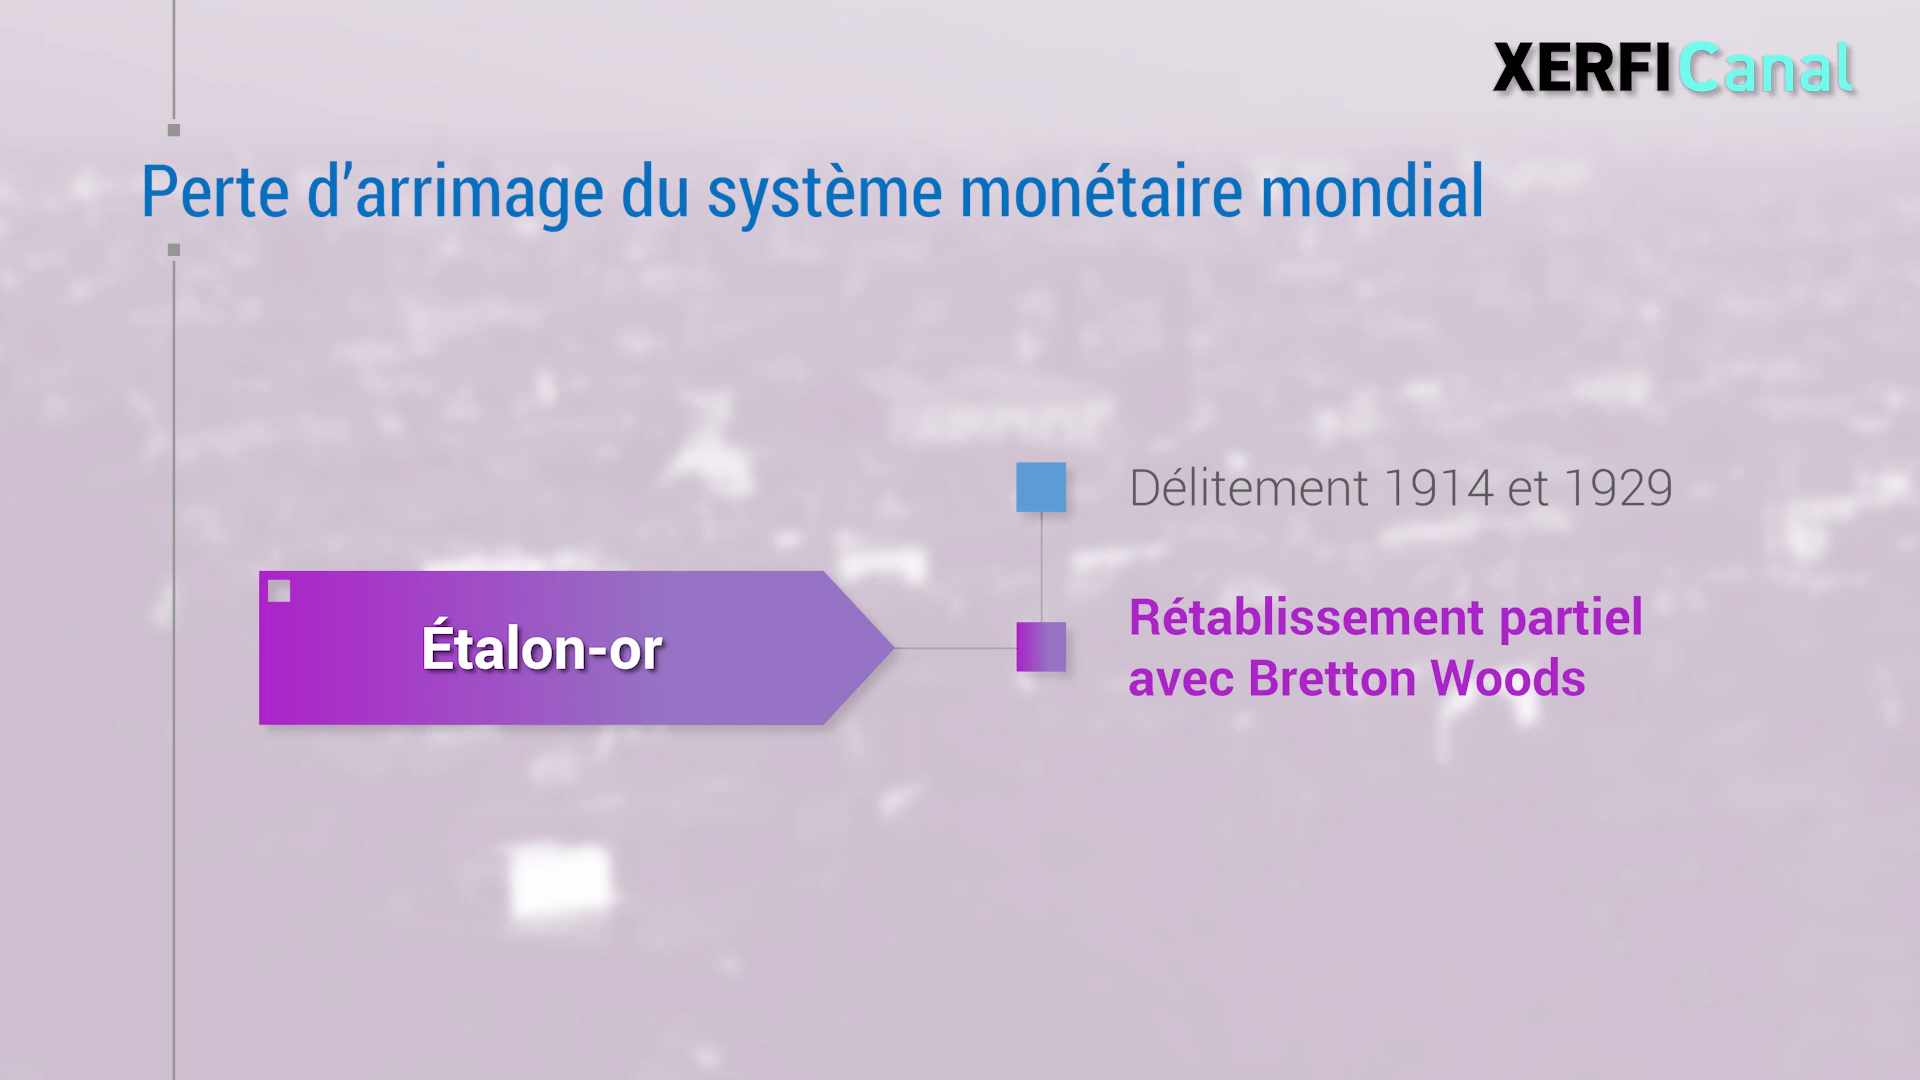 XERFI Canal
Perte d’arrimage du système monétaire mondial
Délitement 1914 et 1929
Étalon-or
Rétablissement partiel
avec Bretton Woods